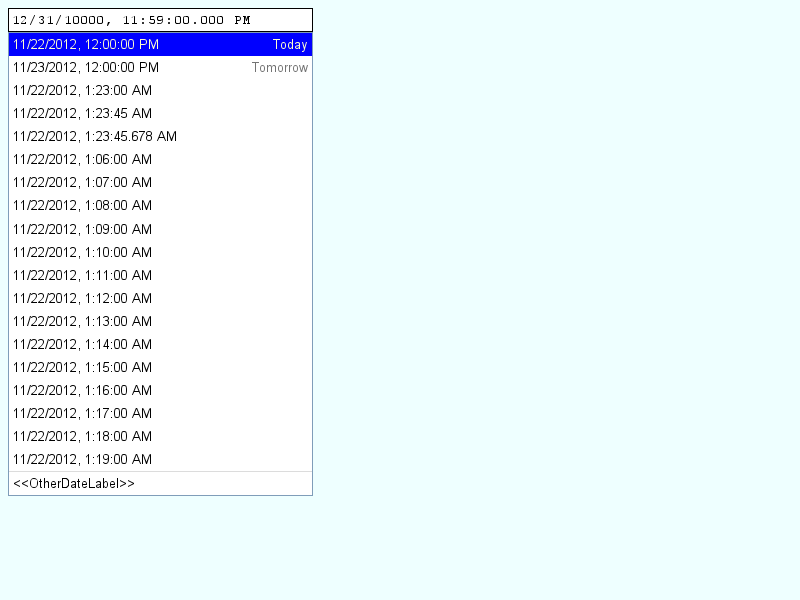 12/31/10000, 11:59:00.000 PM
11/22/2012, 12:00:00 PM Today
11/23/2012, 12:00:00 PM Tomorrow
11/22/2012, 1:23:00 AM
11/22/2012, 1:23:45 AM
11/22/2012, 1:23:45.678 AM
11/22/2012, 1:06:00 AM
11/22/2012, 1:07:00 AM
11/22/2012, 1:08:00 AM
11/22/2012, 1:09:00 AM
11/22/2012, 1:10:00 AM
11/22/2012, 1:11:00 AM
11/22/2012, 1:12:00 AM
11/22/2012, 1:13:00 AM
11/22/2012, 1:14:00 AM
11/22/2012, 1:15:00 AM
11/22/2012, 1:16:00 AM
11/22/2012, 1:17:00 AM
11/22/2012, 1:18:00 AM
11/22/2012, 1:19:00 AM
<<OtherDateLabel>>